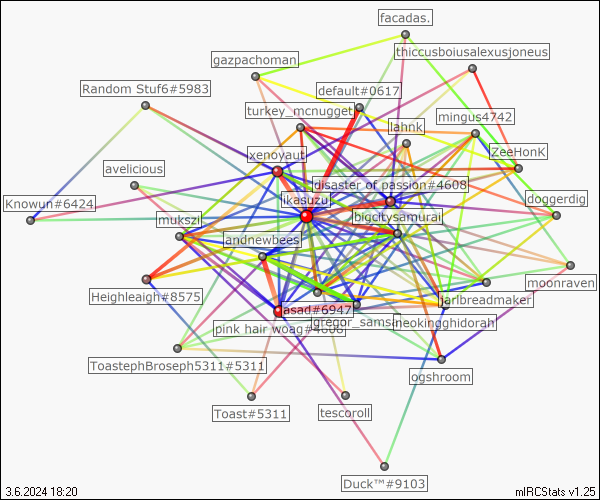 facadas.
thiccusboiusalexusjoneus
gazpachoman
Random Stuf6#5983
default#0617
turkey_mcnugget
mingus4742
lahnk
ZeeHonK
xenoyaut
avelicious
disaster of passion#4608
ikasuzu
doggerdig
Knowun#6424
bigcitysamurai
mukszi
andnewbees
moonraven
Heighleaigh#8575
jarlbreadmaker
asad#6947
gregor_samsa
neokingghidorah
pink hair woag#4668
ToastephBroseph5311#5311
ogshroom
Toast#5311
tescoroll
Duck™#9103
3.6.2024 18:20
mIRCStats v1.25